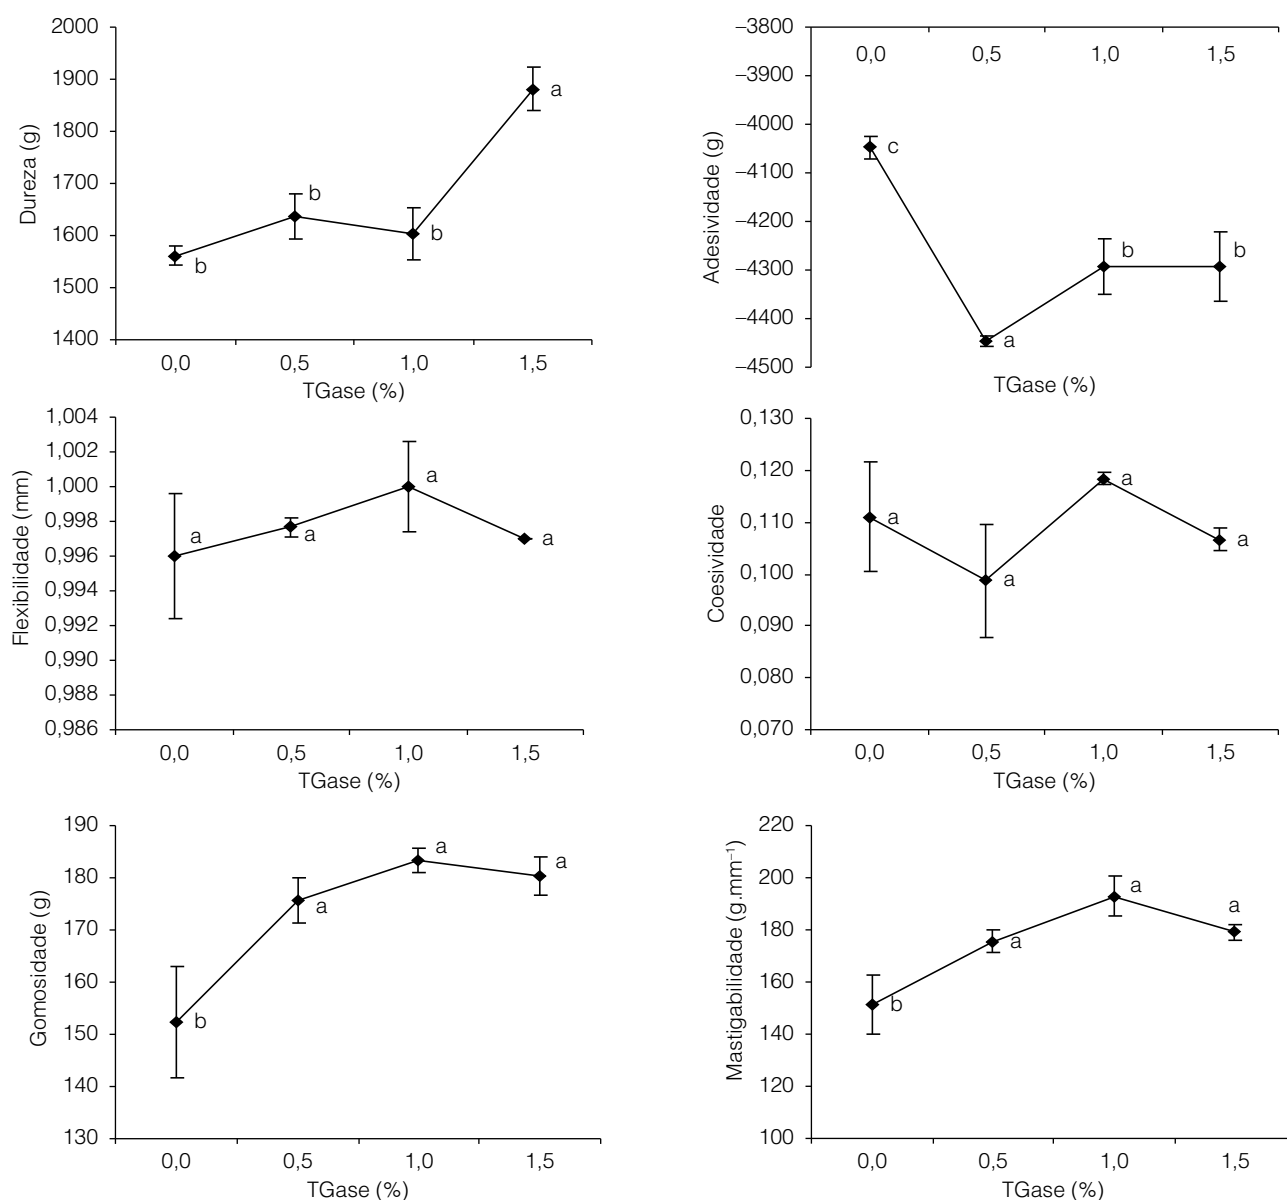 Dureza (g)
2000
1900
1800
1700
1600
1500
1400
b
b
b
a
0,0 0,5 1,0 1,5
TGase (%)
Adesividade (g)
–3800
–3900
–4000
–4100
–4200
–4300
–4400
–4500
0,0 0,5 1,0 1,5
c
a
b
b
TGase (%)
Flexibilidade (mm)
1,004
1,002
1,000
0,998
0,996
0,994
0,992
0,990
0,988
0,986
a
a
a
a
0,0 0,5 1,0 1,5
TGase (%)
Coesividade
0,130
0,120
0,110
0,100
0,090
0,080
0,070
a
a
a
a
0,0 0,5 1,0 1,5
TGase (%)
Gomosidade (g)
190
180
170
160
150
140
130
b
a
a
a
0,0 0,5 1,0 1,5
TGase (%)
Mastigabilidade (g.mm⁻¹)
220
200
180
160
140
120
100
b
a
a
a
0,0 0,5 1,0 1,5
TGase (%)